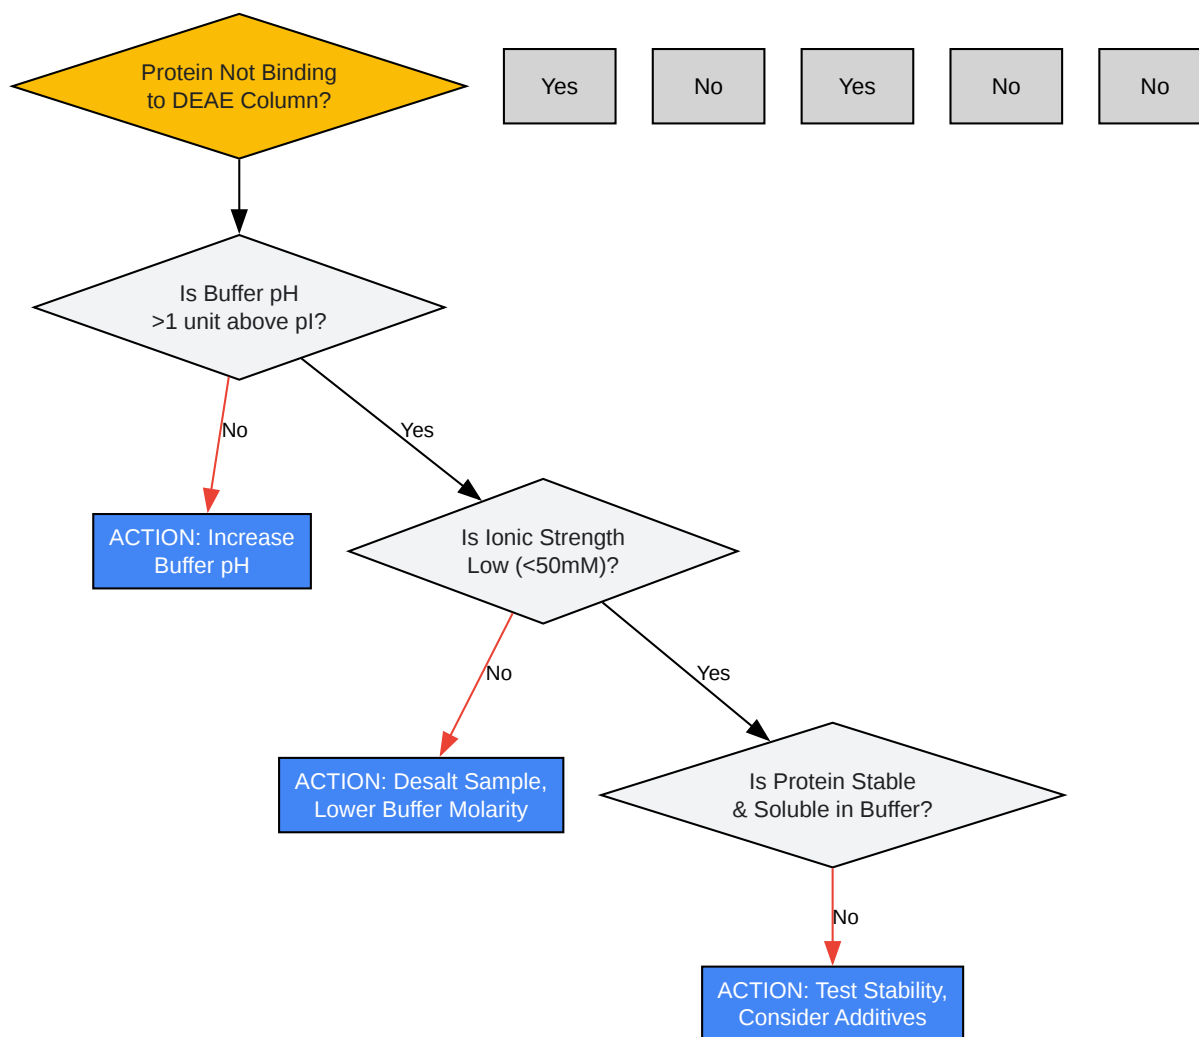 Protein Not Binding
to DEAE Column?
Yes
No
Yes
No
No
Is Buffer pH
>1 unit above pI?
No
Yes
ACTION: Increase
Buffer pH
Is Ionic Strength
Low (<50mM)?
No
Yes
ACTION: Desalt Sample,
Lower Buffer Molarity
Is Protein Stable
& Soluble in Buffer?
No
ACTION: Test Stability,
Consider Additives